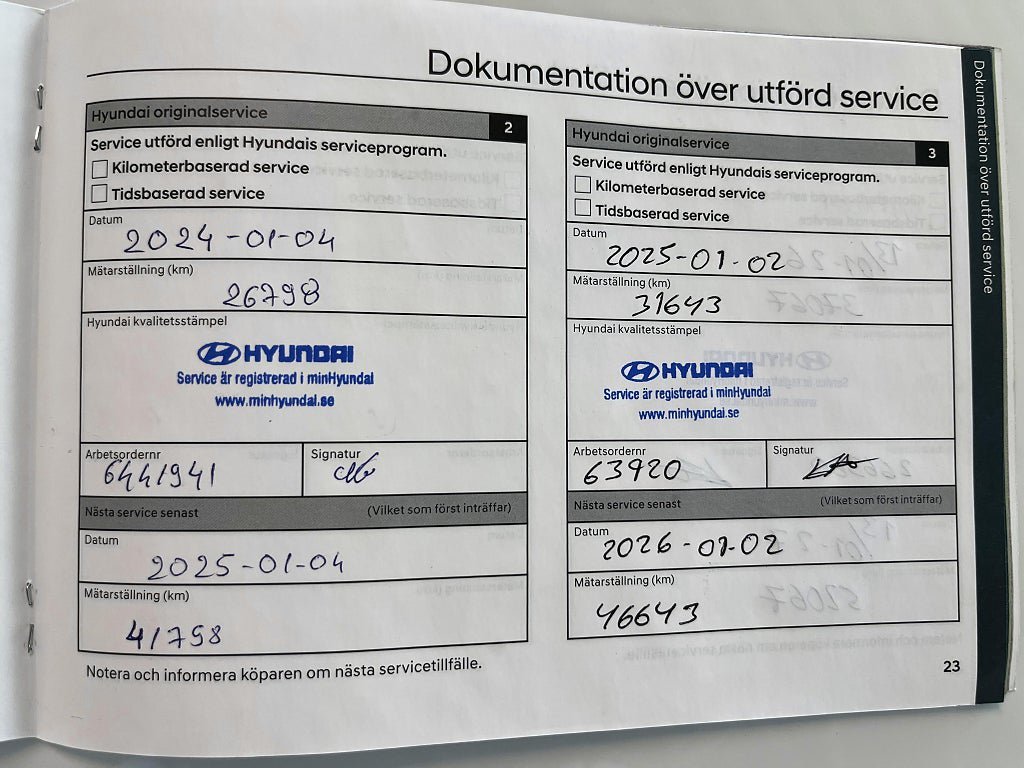 Dokumentation över utförd service
Hyundai originalservice
2
Service utförd enligt Hyundais serviceprogram.
Kilometerbaserad service
Tidsbaserad service
Datum
2024-01-04
Mätarställning (km)
26798
Hyundai kvalitetsstämpel
HYUNDAI
Service är registrerad i minHyundai
www.minhyundai.se
Arbetsordernr
6441941
Signatur
Nästa service senast
(Vilket som först inträffar)
Datum
2025-01-04
Mätarställning (km)
41798
Notera och informera köparen om nästa servicetillfälle.
Hyundai originalservice
3
Service utförd enligt Hyundais serviceprogram.
Kilometerbaserad service
Tidsbaserad service
Datum
2025-01-02
Mätarställning (km)
31643
Hyundai kvalitetsstämpel
HYUNDAI
Service är registrerad i minHyundai
www.minhyundai.se
Arbetsordernr
63920
Signatur
Nästa service senast
(Vilket som först inträffar)
Datum
2026-01-02
Mätarställning (km)
46643
23
Dokumentation över utförd service